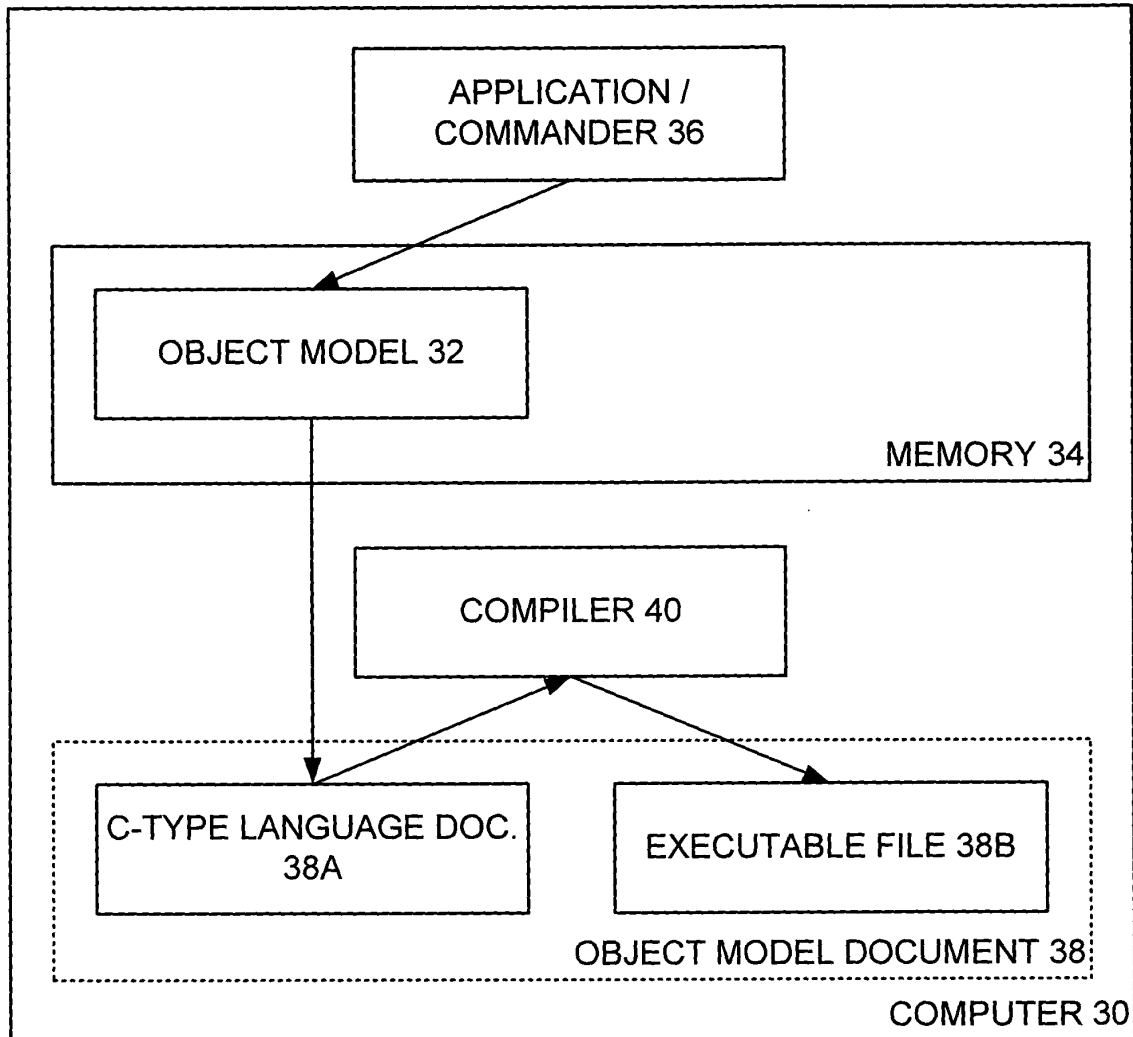 APPLICATION /
COMMANDER 36
OBJECT MODEL 32
MEMORY 34
COMPILER 40
C-TYPE LANGUAGE DOC.
38A
EXECUTABLE FILE 38B
OBJECT MODEL DOCUMENT 38
COMPUTER 30